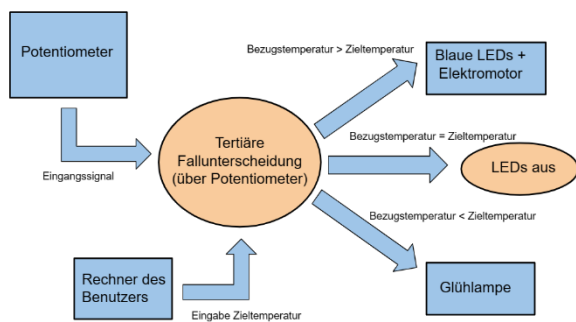 Potentiometer
Bezugstemperatur > Zieltemperatur
Blaue LEDs +
Elektromotor
Eingangssignal
Tertiäre
Fallunterscheidung
(über Potentiometer)
Bezugstemperatur = Zieltemperatur
LEDs aus
Bezugstemperatur < Zieltemperatur
Rechner des
Benutzers
Eingabe Zieltemperatur
Glühlampe